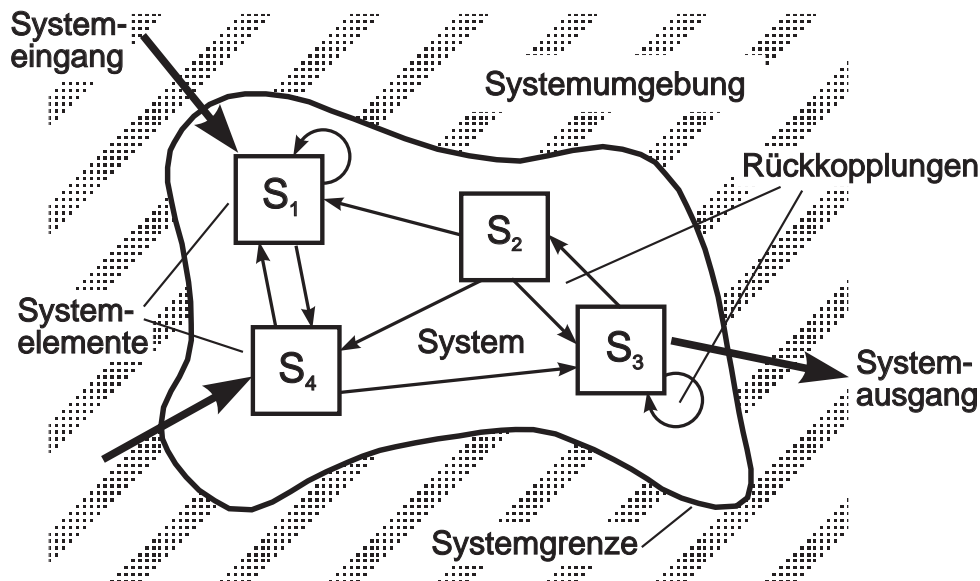 System-
eingang
Systemumgebung
Rückkopplungen
S₁
S₂
System-
elemente
System
S₃
S₄
System-
ausgang
Systemgrenze